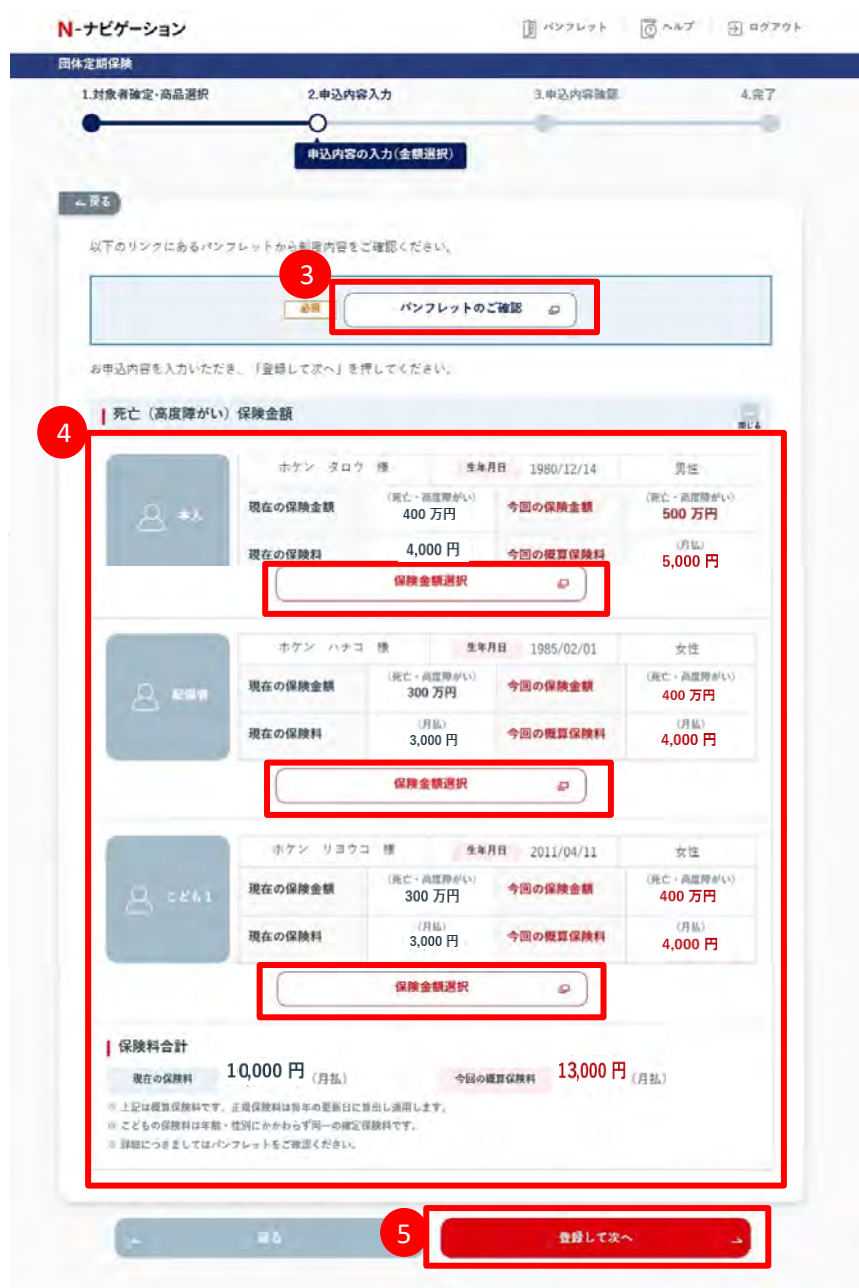 N-ナビゲーション
パンフレット
ヘルプ
ログアウト
団体定期保険
1.対象者確定・商品選択
2.申込内容入力
3.申込内容確認
4.完了
申込内容の入力(金額選択)
戻る
以下のリンクにあるパンフレットから制度内容をご確認ください。
3
必須
パンフレットのご確認
お申込内容を入力いただき、「登録して次へ」を押してください。
4
死亡(高度障がい)保険金額
閉じる
本人
ホケン タロウ 様 生年月日 1980/12/14 男性
現在の保険金額 (死亡・高度障がい) 400 万円 今回の保険金額 (死亡・高度障がい) 500 万円
現在の保険料 4,000 円 今回の概算保険料 (月払) 5,000 円
保険金額選択
配偶者
ホケン ハナコ 様 生年月日 1985/02/01 女性
現在の保険金額 (死亡・高度障がい) 300 万円 今回の保険金額 (死亡・高度障がい) 400 万円
現在の保険料 (月払) 3,000 円 今回の概算保険料 (月払) 4,000 円
保険金額選択
こども1
ホケン リョウコ 様 生年月日 2011/04/11 女性
現在の保険金額 (死亡・高度障がい) 300 万円 今回の保険金額 (死亡・高度障がい) 400 万円
現在の保険料 (月払) 3,000 円 今回の概算保険料 (月払) 4,000 円
保険金額選択
保険料合計
現在の保険料 10,000 円 (月払) 今回の概算保険料 13,000 円 (月払)
※ 上記は概算保険料です。正規保険料は毎年の更新日に算出し適用します。
※ こどもの保険料は年齢・性別にかかわらず同一の確定保険料です。
※ 詳細につきましてはパンフレットをご確認ください。
戻る
5
登録して次へ